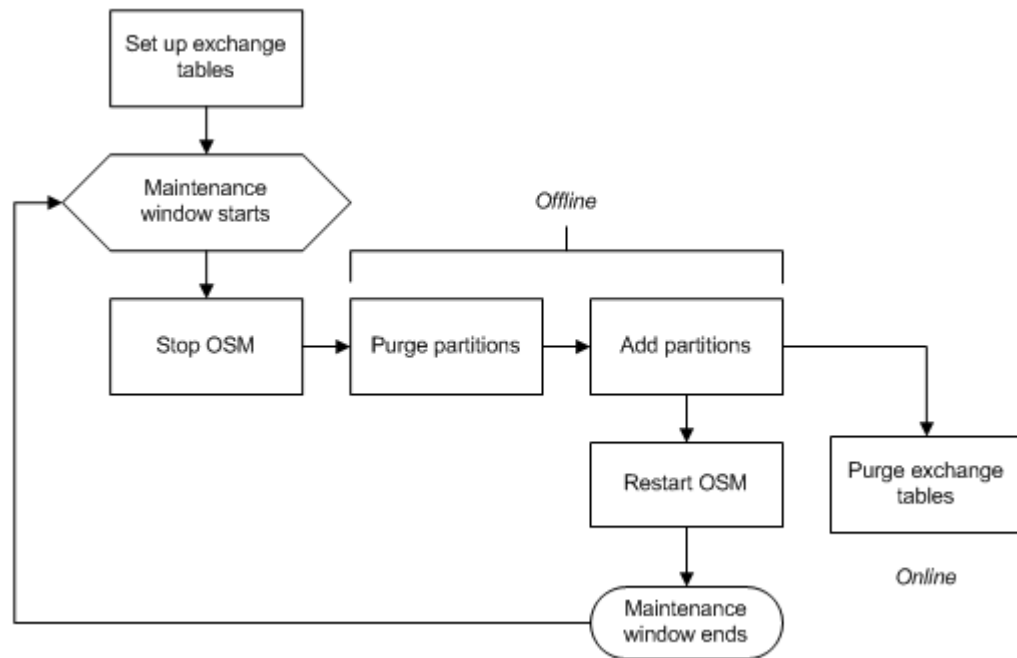 Set up exchange
tables
Maintenance
window starts
Offline
Stop OSM
Purge partitions
Add partitions
Restart OSM
Purge exchange
tables
Online
Maintenance
window ends